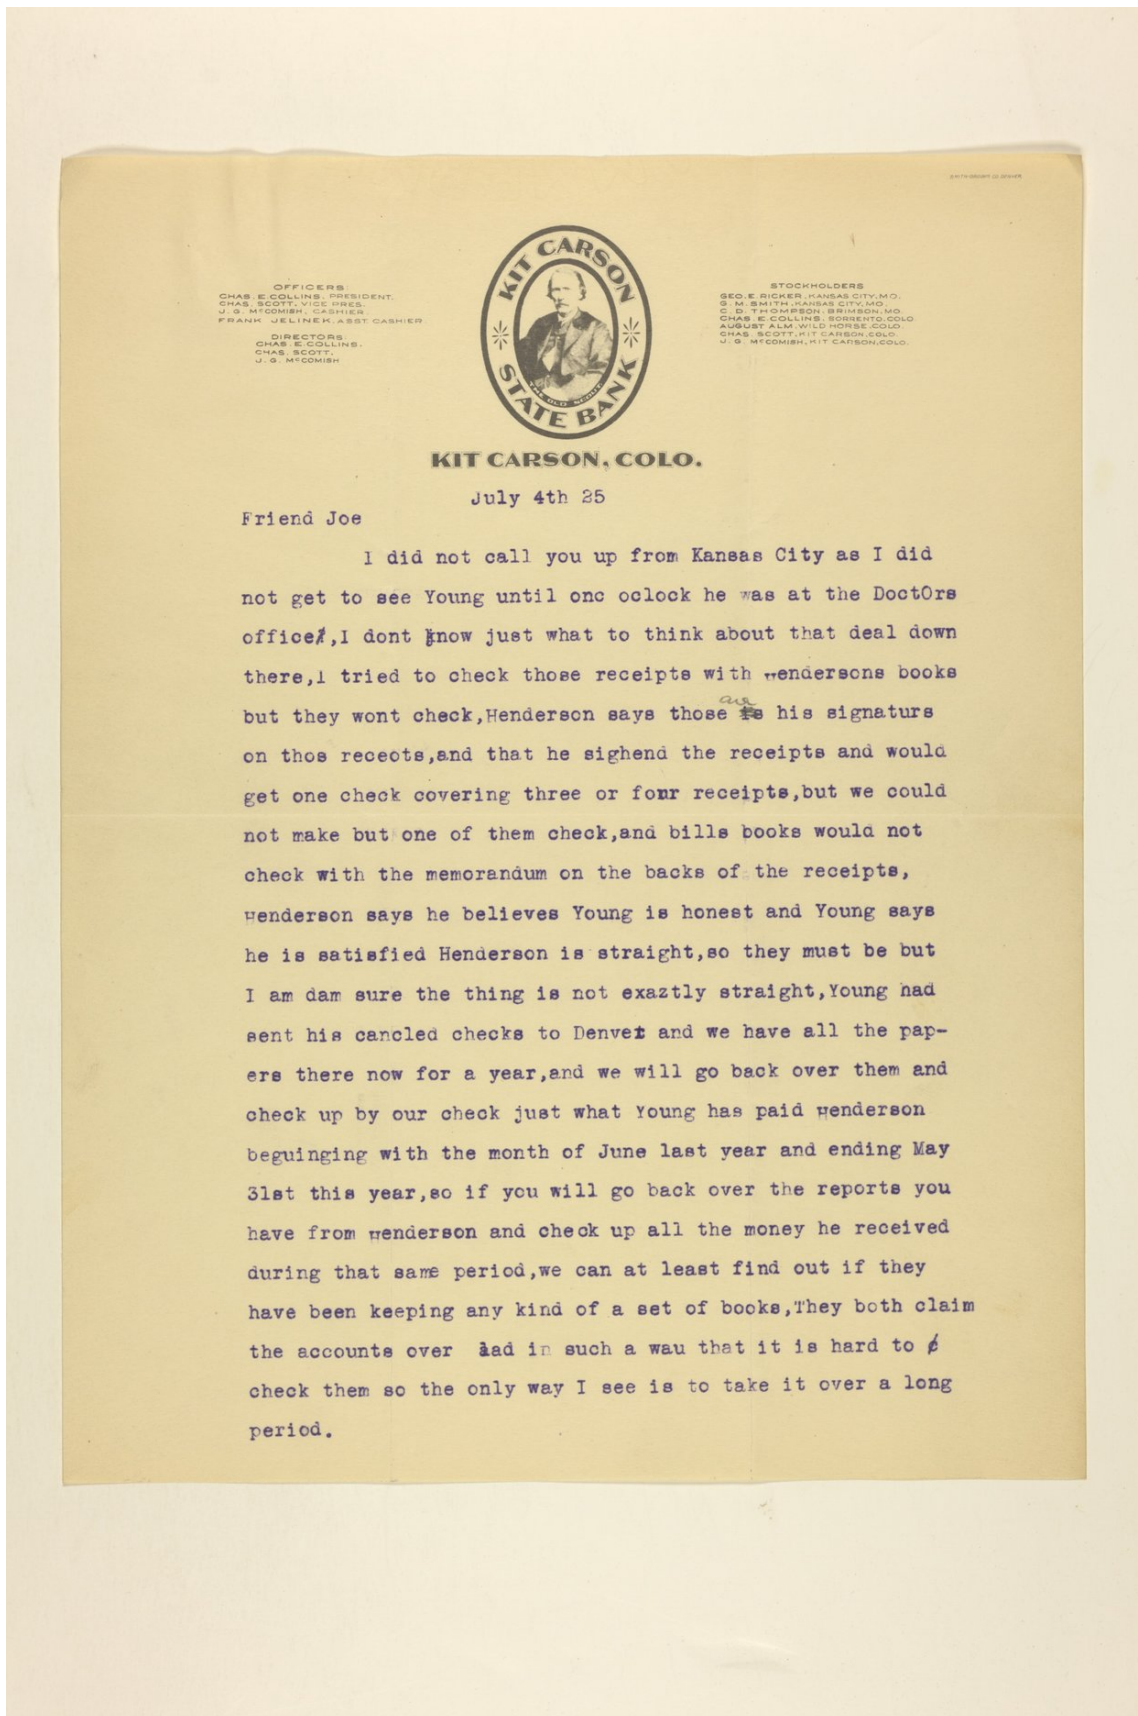 OFFICERS:
CHAS. E. COLLINS, PRESIDENT.
CHAS. SCOTT, VICE PRES.
J. G. McCOMISH, CASHIER
FRANK JELINEK, ASST. CASHIER.
DIRECTORS:
CHAS. E. COLLINS.
CHAS. SCOTT.
J. G. McCOMISH
KIT CARSON
THE OLD SCOUT
STATE BANK
STOCKHOLDERS
GEO. E. RICKER, KANSAS CITY, MO.
G. M. SMITH, KANSAS CITY, MO.
C. D. THOMPSON, BRIMSON, MO.
CHAS. E. COLLINS, SORRENTO, COLO
AUGUST ALM, WILD HORSE, COLO.
CHAS. SCOTT, KIT CARSON, COLO.
J. G. McCOMISH, KIT CARSON, COLO.
KIT CARSON, COLO.
July 4th 25
Friend Joe
I did not call you up from Kansas City as I did
not get to see Young until onc oclock he was at the DoctOrs
office,I dont know just what to think about that deal down
there,I tried to check those receipts with Hendersons books
but they wont check,Henderson says those are his signaturs
on thos receots,and that he sighend the receipts and would
get one check covering three or four receipts,but we could
not make but one of them check,and bills books would not
check with the memorandum on the backs of the receipts,
Henderson says he believes Young is honest and Young says
he is satisfied Henderson is straight,so they must be but
I am dam sure the thing is not exaztly straight,Young had
sent his cancled checks to Denver and we have all the pap-
ers there now for a year,and we will go back over them and
check up by our check just what Young has paid Henderson
beguinging with the month of June last year and ending May
31st this year,so if you will go back over the reports you
have from Henderson and check up all the money he received
during that same period,we can at least find out if they
have been keeping any kind of a set of books,They both claim
the accounts over lad in such a wau that it is hard to
check them so the only way I see is to take it over a long
period.